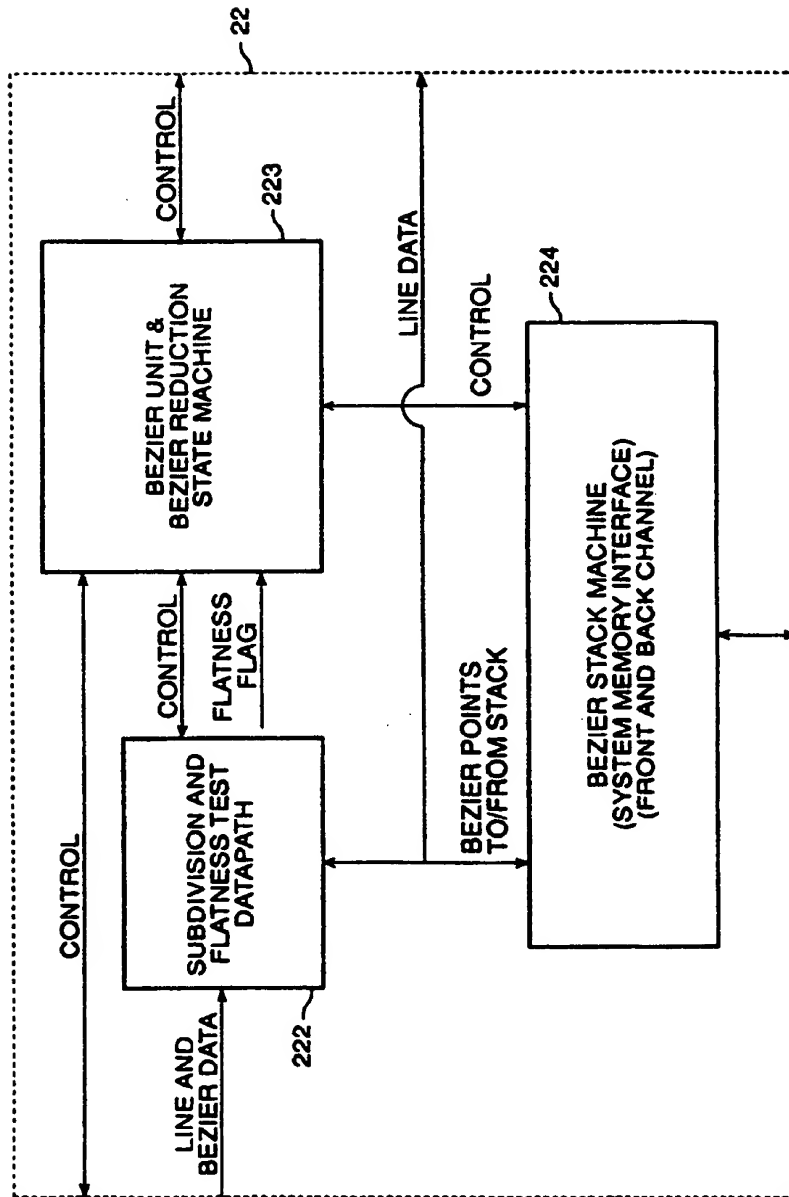 22
CONTROL
CONTROL
223
BEZIER UNIT &
BEZIER REDUCTION
STATE MACHINE
CONTROL
FLATNESS
FLAG
LINE AND
BEZIER DATA
SUBDIVISION AND
FLATNESS TEST
DATAPATH
222
LINE DATA
BEZIER POINTS
TO/FROM STACK
CONTROL
224
BEZIER STACK MACHINE
(SYSTEM MEMORY INTERFACE)
(FRONT AND BACK CHANNEL)